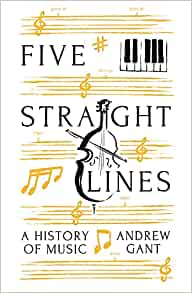 FIVE
STRAIGHT
LINES
A HISTORY
OF MUSIC
ANDREW
GANT